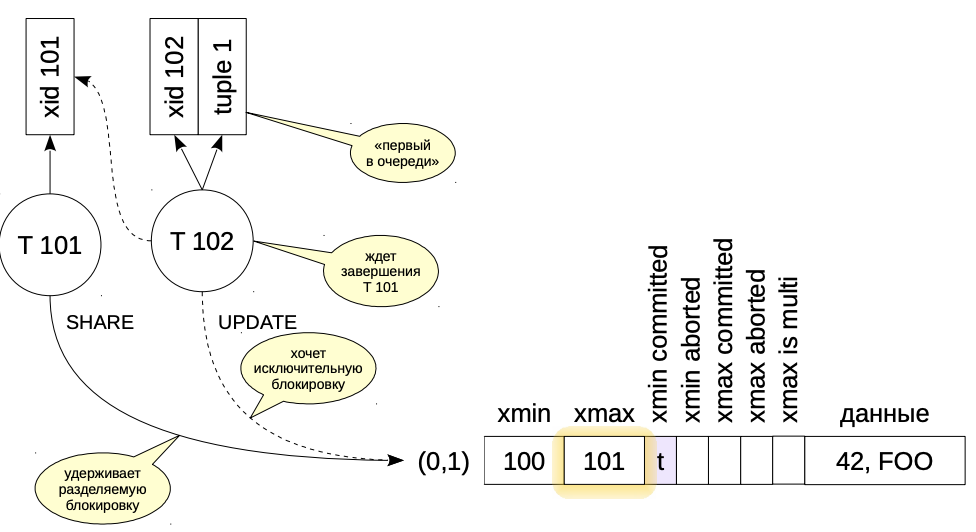 xid 101
xid 102
tuple 1
«первый
в очереди»
T 101
T 102
ждет
завершения
T 101
SHARE
UPDATE
хочет
исключительную
блокировку
удерживает
разделяемую
блокировку
xmin
xmax
xmin committed
xmin aborted
xmax committed
xmax aborted
xmax is multi
данные
(0,1)
100
101
t
42, FOO